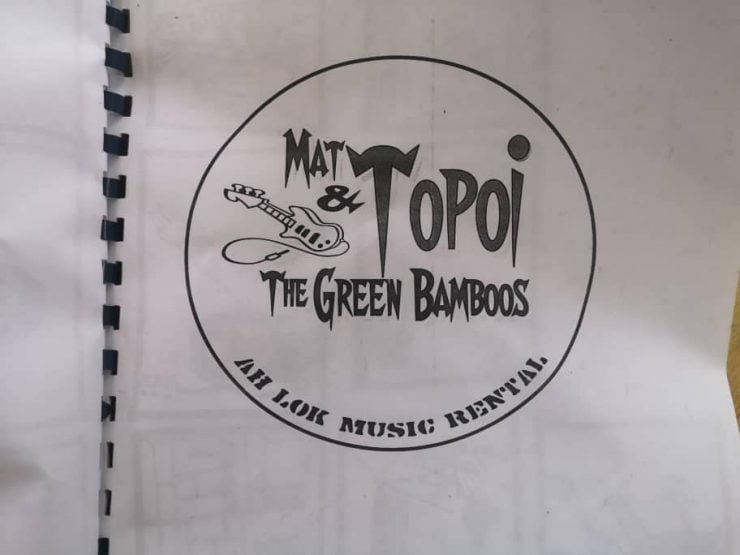 MAT TOPOI
&
THE GREEN BAMBOOS
AH LOK MUSIC RENTAL